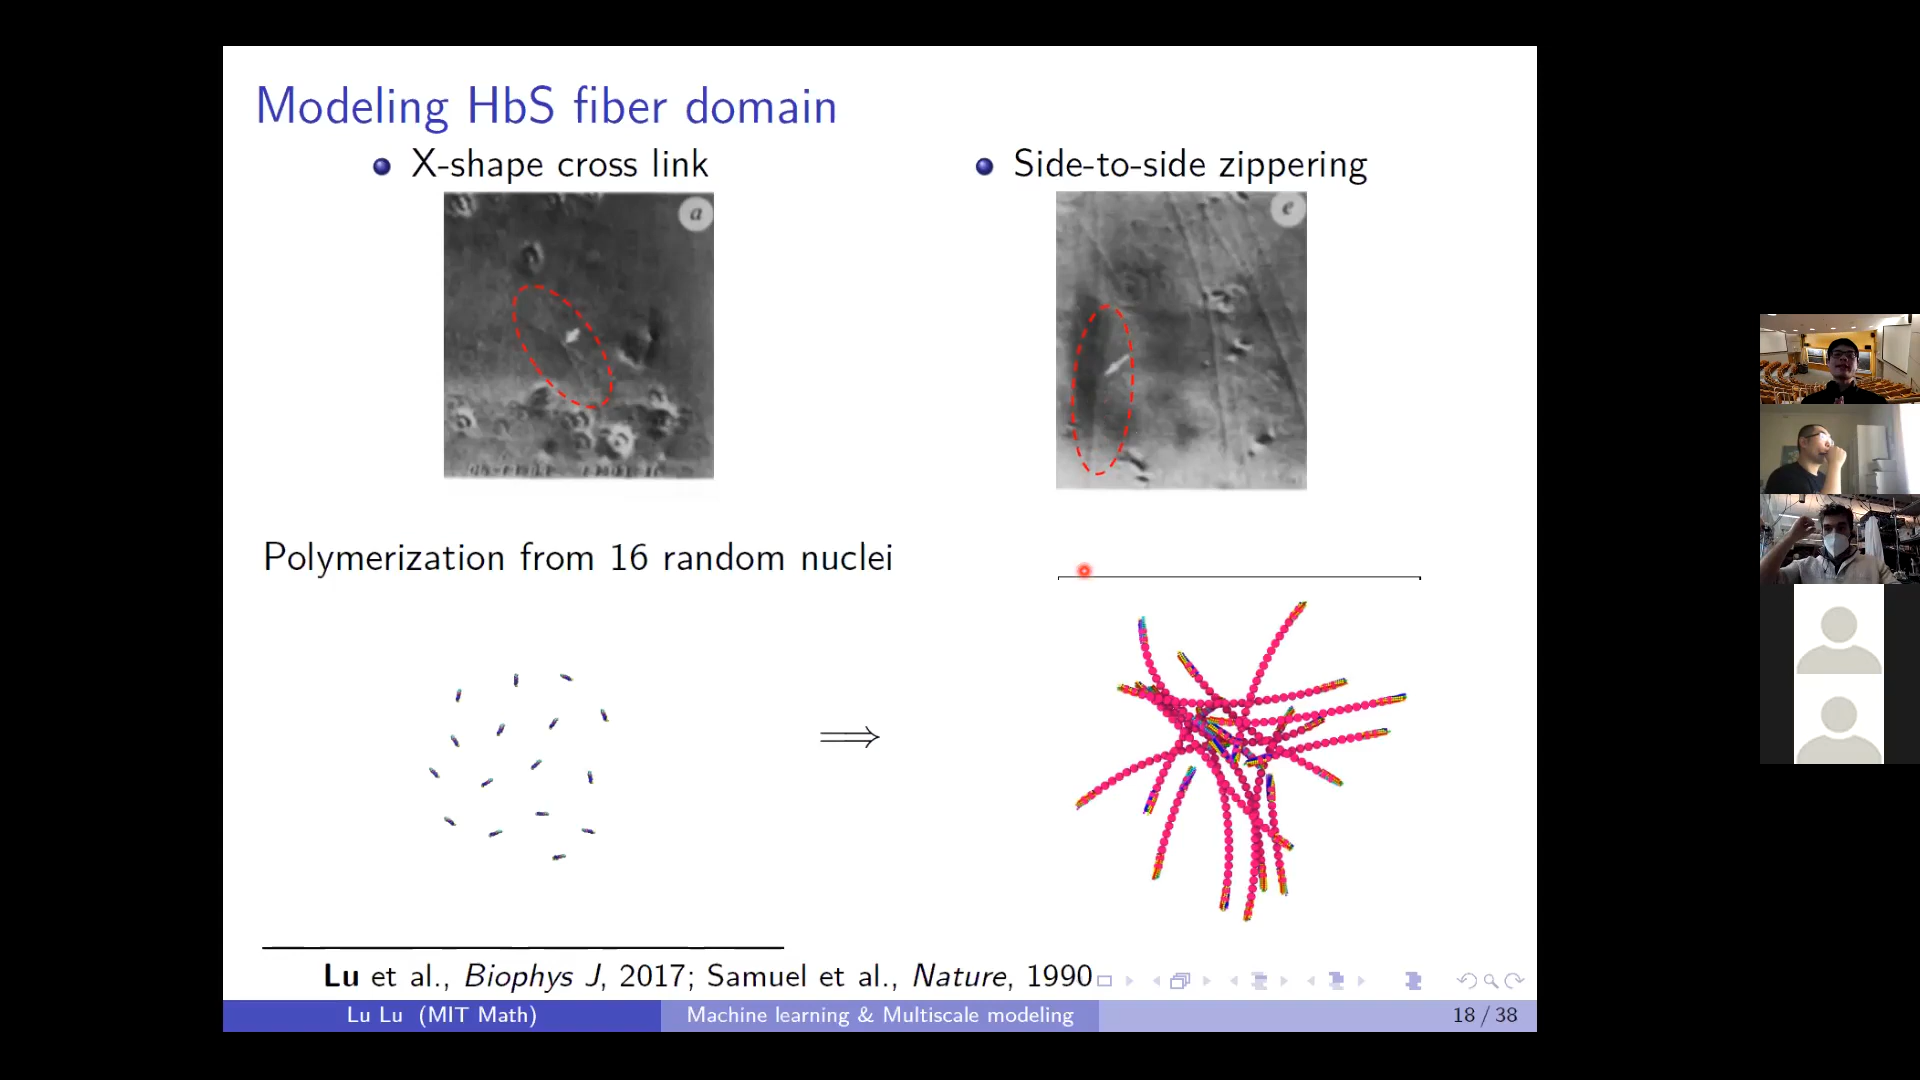 Modeling HbS fiber domain
X-shape cross link
Side-to-side zippering
a
e
Polymerization from 16 random nuclei
Lu et al., Biophys J, 2017; Samuel et al., Nature, 1990
Lu Lu (MIT Math)
Machine learning & Multiscale modeling
18 / 38